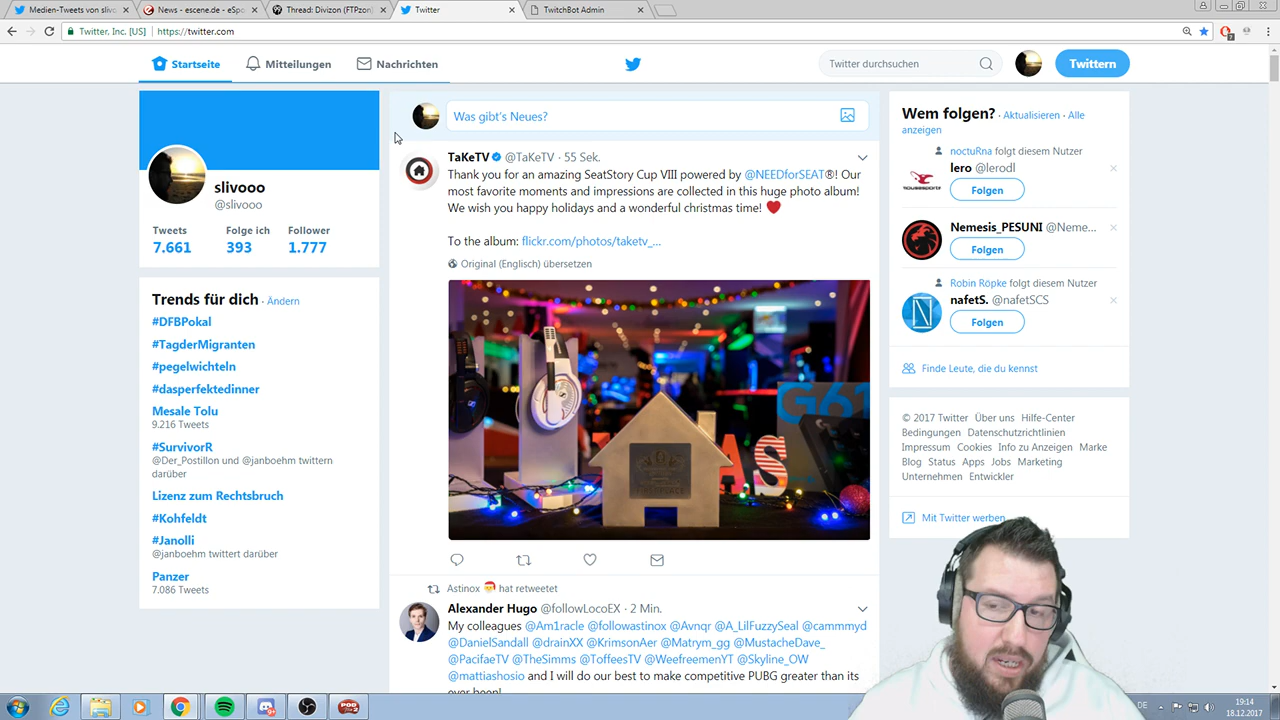 Medien-Tweets von slivo
News - escene.de - eSpo
Thread: Divizon (FTPzon)
Twitter
TwitchBot Admin
Twitter, Inc. [US]
https://twitter.com
Startseite
Mitteilungen
Nachrichten
Twitter durchsuchen
Twittern
slivooo
@slivooo
Tweets
Folge ich
Follower
7.661
393
1.777
Trends für dich · Ändern
#DFBPokal
#TagderMigranten
#pegelwichteln
#dasperfektedinner
Mesale Tolu
9.216 Tweets
#SurvivorR
@Der_Postillon und @janboehm twittern
darüber
Lizenz zum Rechtsbruch
#Kohfeldt
#Janolli
@janboehm twittert darüber
Panzer
7.086 Tweets
Was gibt's Neues?
TaKeTV @TaKeTV · 55 Sek.
Thank you for an amazing SeatStory Cup VIII powered by @NEEDforSEAT®! Our
most favorite moments and impressions are collected in this huge photo album!
We wish you happy holidays and a wonderful christmas time! ❤
To the album: flickr.com/photos/taketv_...
Original (Englisch) übersetzen
Astinox hat retweetet
Alexander Hugo @followLocoEX · 2 Min.
My colleagues @Am1racle @followastinox @Avnqr @A_LilFuzzySeal @cammmyd
@DanielSandall @drainXX @KrimsonAer @Matrym_gg @MustacheDave_
@PacifaeTV @TheSimms @ToffeesTV @WeefreemenYT @Skyline_OW
@mattiashosio and I will do our best to make competitive PUBG greater than its
ever been!
Wem folgen? · Aktualisieren · Alle
anzeigen
noctuRna folgt diesem Nutzer
lero @lerodl
Folgen
Nemesis_PESUNI @Neme...
Folgen
Robin Röpke folgt diesem Nutzer
nafetS. @nafetSCS
Folgen
Finde Leute, die du kennst
© 2017 Twitter Über uns Hilfe-Center
Bedingungen Datenschutzrichtlinien
Impressum Cookies Info zu Anzeigen Marke
Blog Status Apps Jobs Marketing
Unternehmen Entwickler
Mit Twitter werben
DE
19:14
18.12.2017